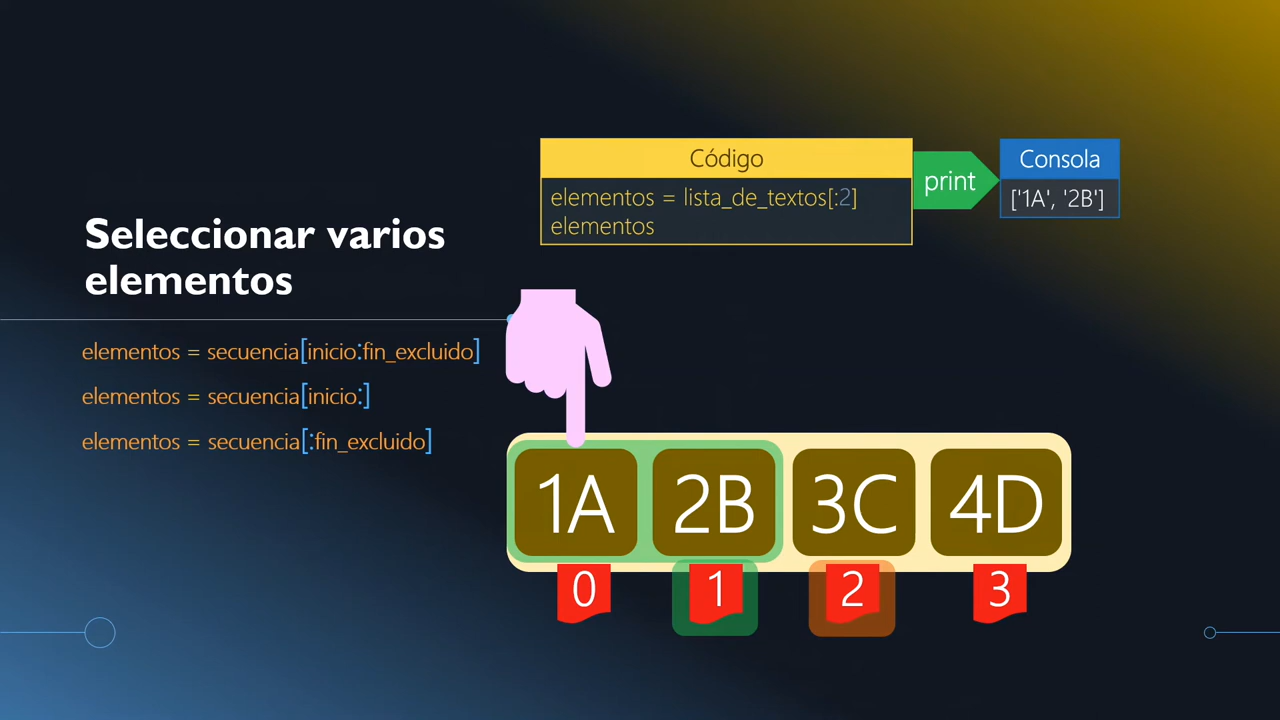 Seleccionar varios
elementos
elementos = secuencia[inicio:fin_excluido]
elementos = secuencia[inicio:]
elementos = secuencia[:fin_excluido]
Código
elementos = lista_de_textos[:2]
elementos
print
Consola
['1A', '2B']
1A 2B 3C 4D
0 1 2 3